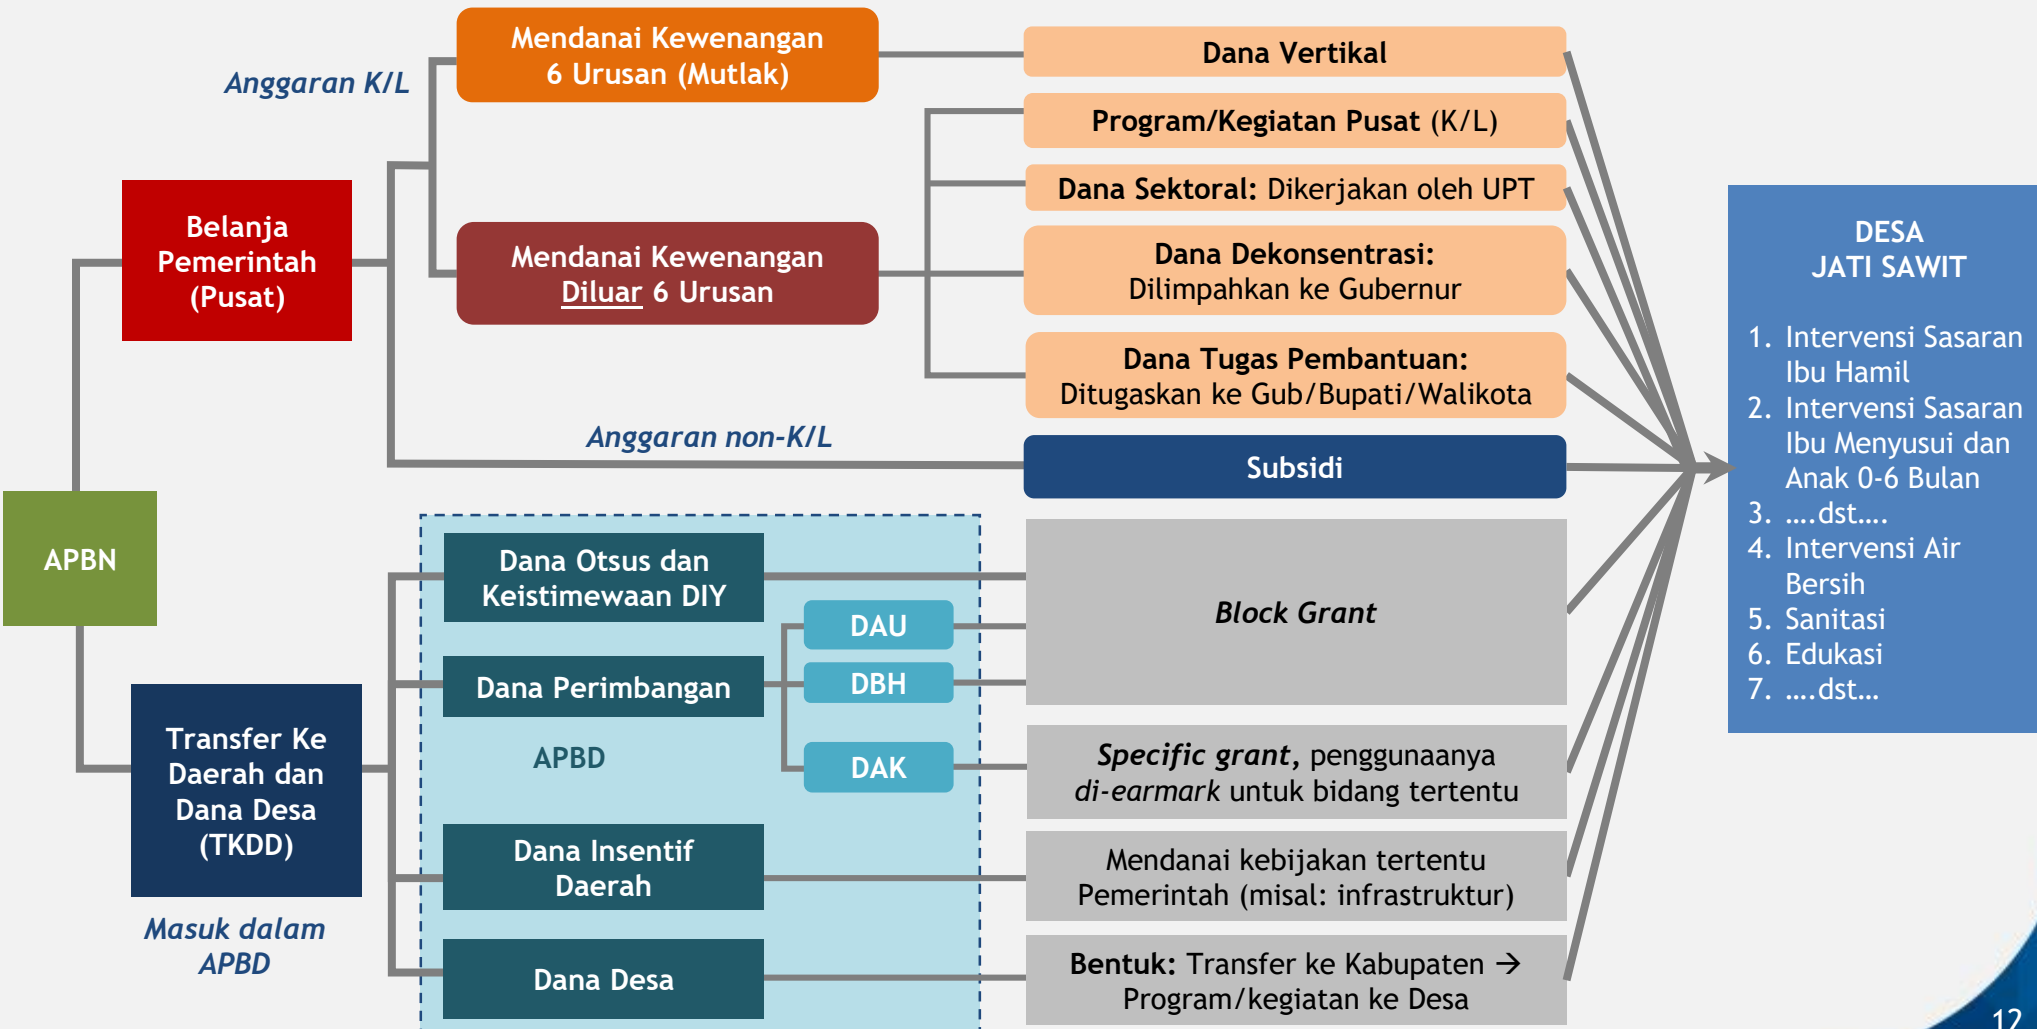 Anggaran K/L
Mendanai Kewenangan
6 Urusan (Mutlak)
Dana Vertikal
Program/Kegiatan Pusat (K/L)
Dana Sektoral: Dikerjakan oleh UPT
Belanja
Pemerintah
(Pusat)
Mendanai Kewenangan
Diluar 6 Urusan
Dana Dekonsentrasi:
Dilimpahkan ke Gubernur
Dana Tugas Pembantuan:
Ditugaskan ke Gub/Bupati/Walikota
Anggaran non-K/L
Subsidi
APBN
Transfer Ke
Daerah dan
Dana Desa
(TKDD)
Masuk dalam
APBD
Dana Otsus dan
Keistimewaan DIY
Dana Perimbangan
DAU
DBH
DAK
APBD
Dana Insentif
Daerah
Dana Desa
Block Grant
Specific grant, penggunaanya
di-earmark untuk bidang tertentu
Mendanai kebijakan tertentu
Pemerintah (misal: infrastruktur)
Bentuk: Transfer ke Kabupaten →
Program/kegiatan ke Desa
DESA
JATI SAWIT
1. Intervensi Sasaran
Ibu Hamil
2. Intervensi Sasaran
Ibu Menyusui dan
Anak 0-6 Bulan
3. ....dst....
4. Intervensi Air
Bersih
5. Sanitasi
6. Edukasi
7. ....dst...
12